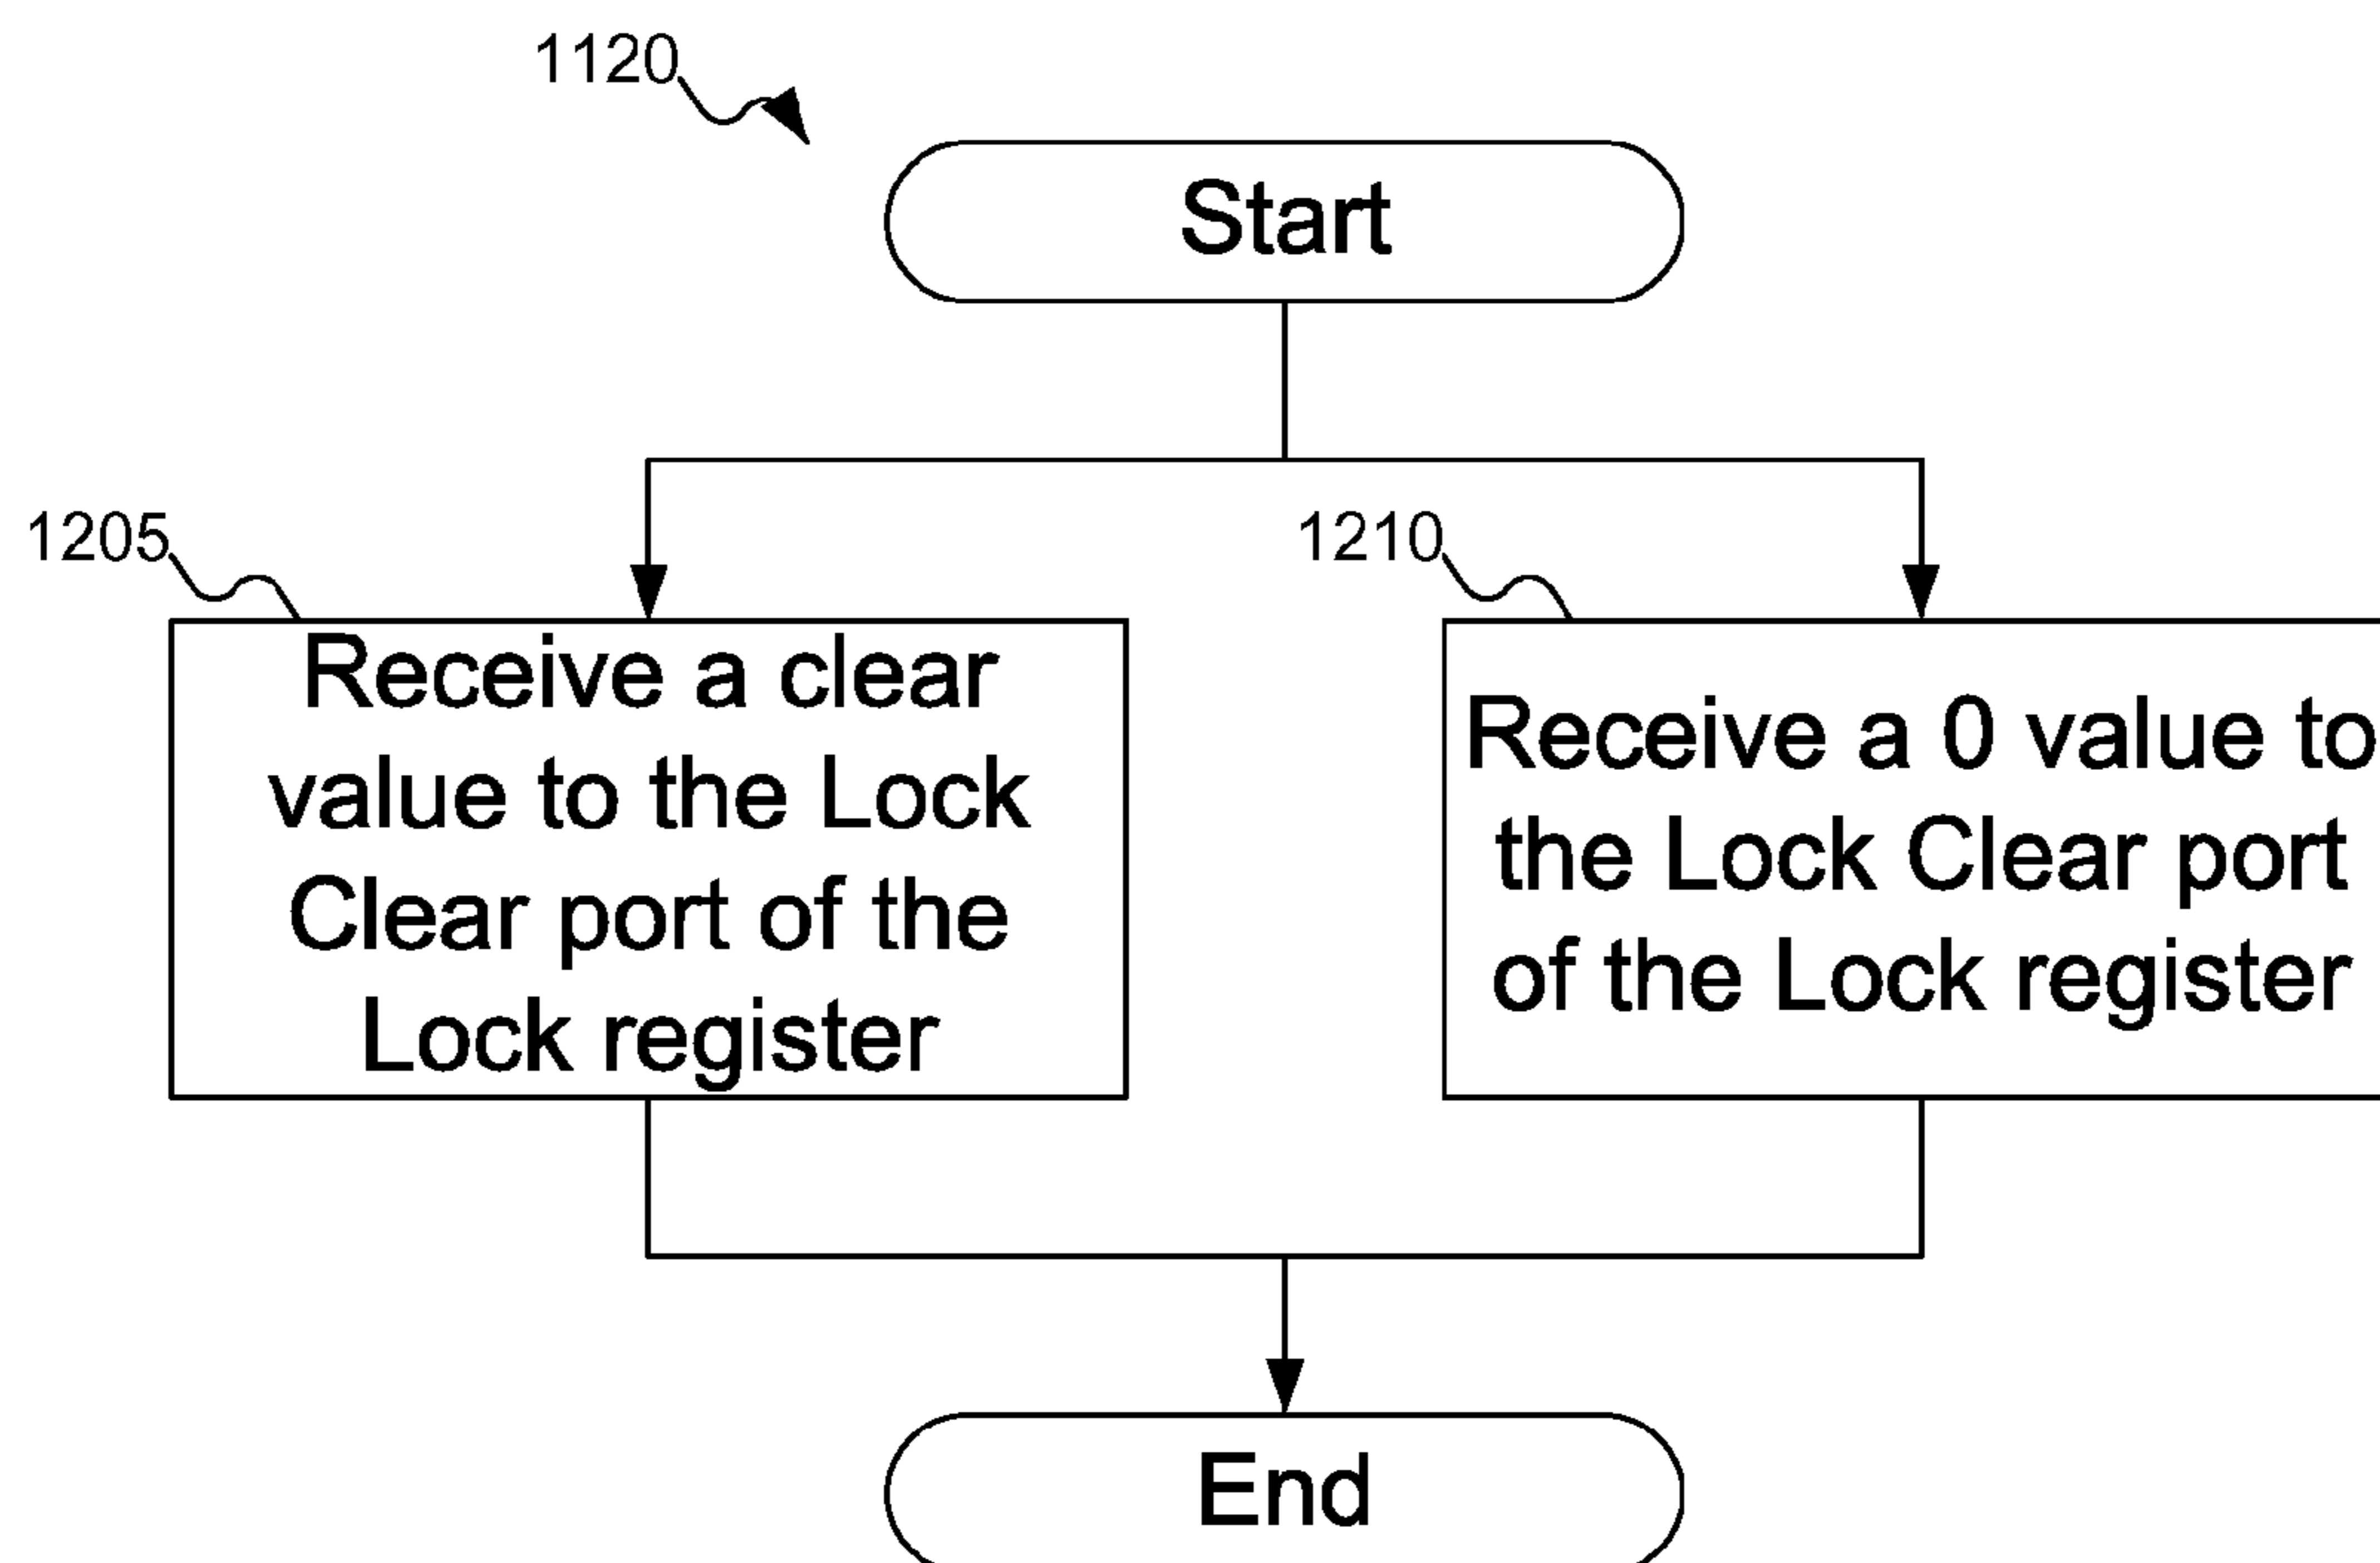 1120
Start
1205
1210
Receive a clear
value to the Lock
Clear port of the
Lock register
Receive a 0 value to
the Lock Clear port
of the Lock register
End